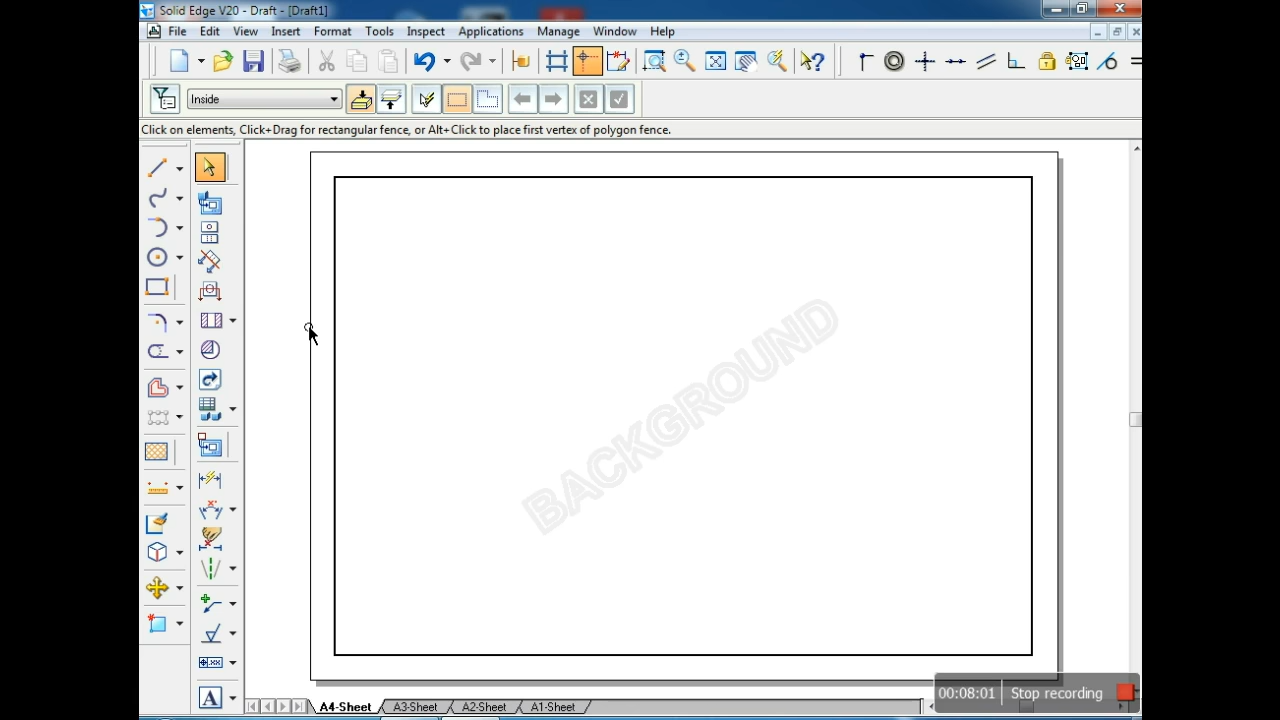 Solid Edge V20 - Draft - [Draft1]
File Edit View Insert Format Tools Inspect Applications Manage Window Help
Inside
Click on elements, Click+Drag for rectangular fence, or Alt+Click to place first vertex of polygon fence.
BACKGROUND
A
A4-Sheet A3-Sheet A2-Sheet A1-Sheet
00:08:01 Stop recording